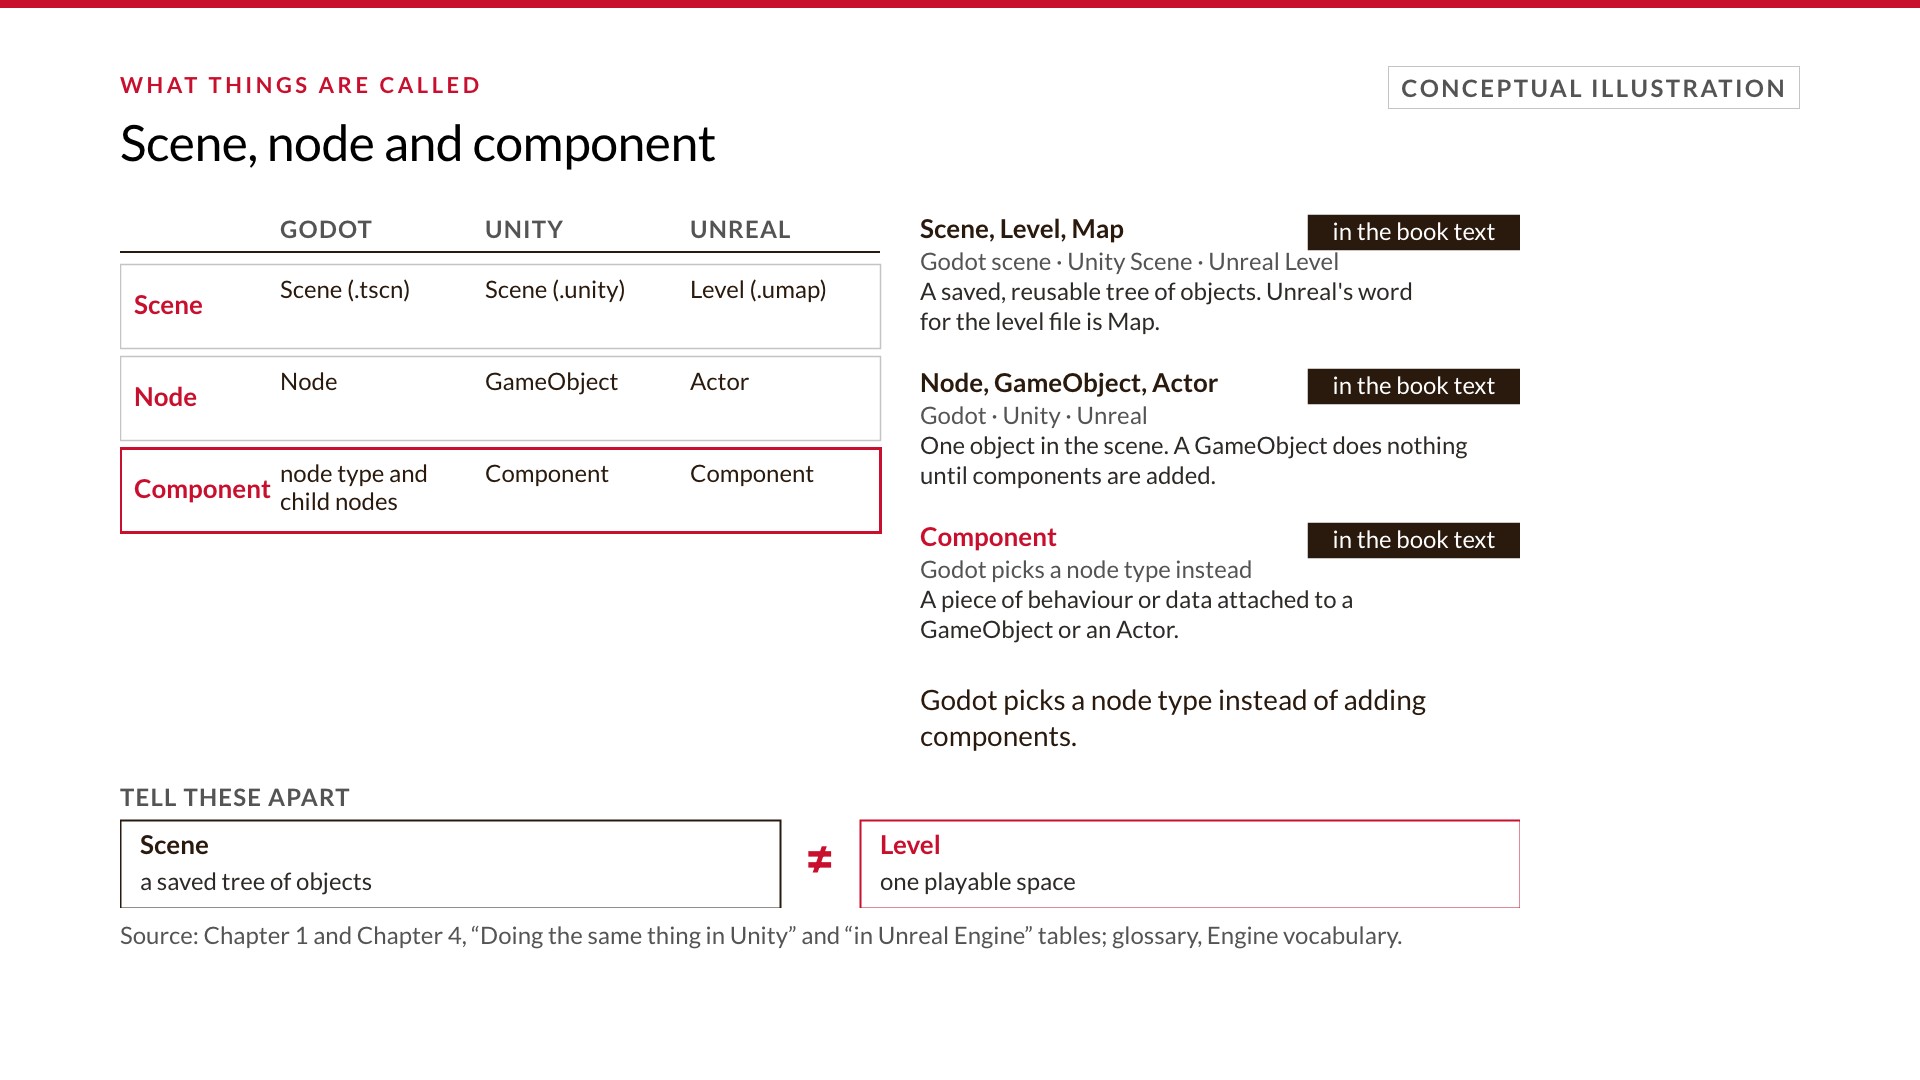 WHAT THINGS ARE CALLED
CONCEPTUAL ILLUSTRATION
Scene, node and component
GODOT UNITY UNREAL
Scene Scene (.tscn) Scene (.unity) Level (.umap)
Node Node GameObject Actor
Component node type and child nodes Component Component
Scene, Level, Map in the book text
Godot scene · Unity Scene · Unreal Level
A saved, reusable tree of objects. Unreal's word
for the level file is Map.
Node, GameObject, Actor in the book text
Godot · Unity · Unreal
One object in the scene. A GameObject does nothing
until components are added.
Component in the book text
Godot picks a node type instead
A piece of behaviour or data attached to a
GameObject or an Actor.
Godot picks a node type instead of adding
components.
TELL THESE APART
Scene
a saved tree of objects
≠
Level
one playable space
Source: Chapter 1 and Chapter 4, “Doing the same thing in Unity” and “in Unreal Engine” tables; glossary, Engine vocabulary.